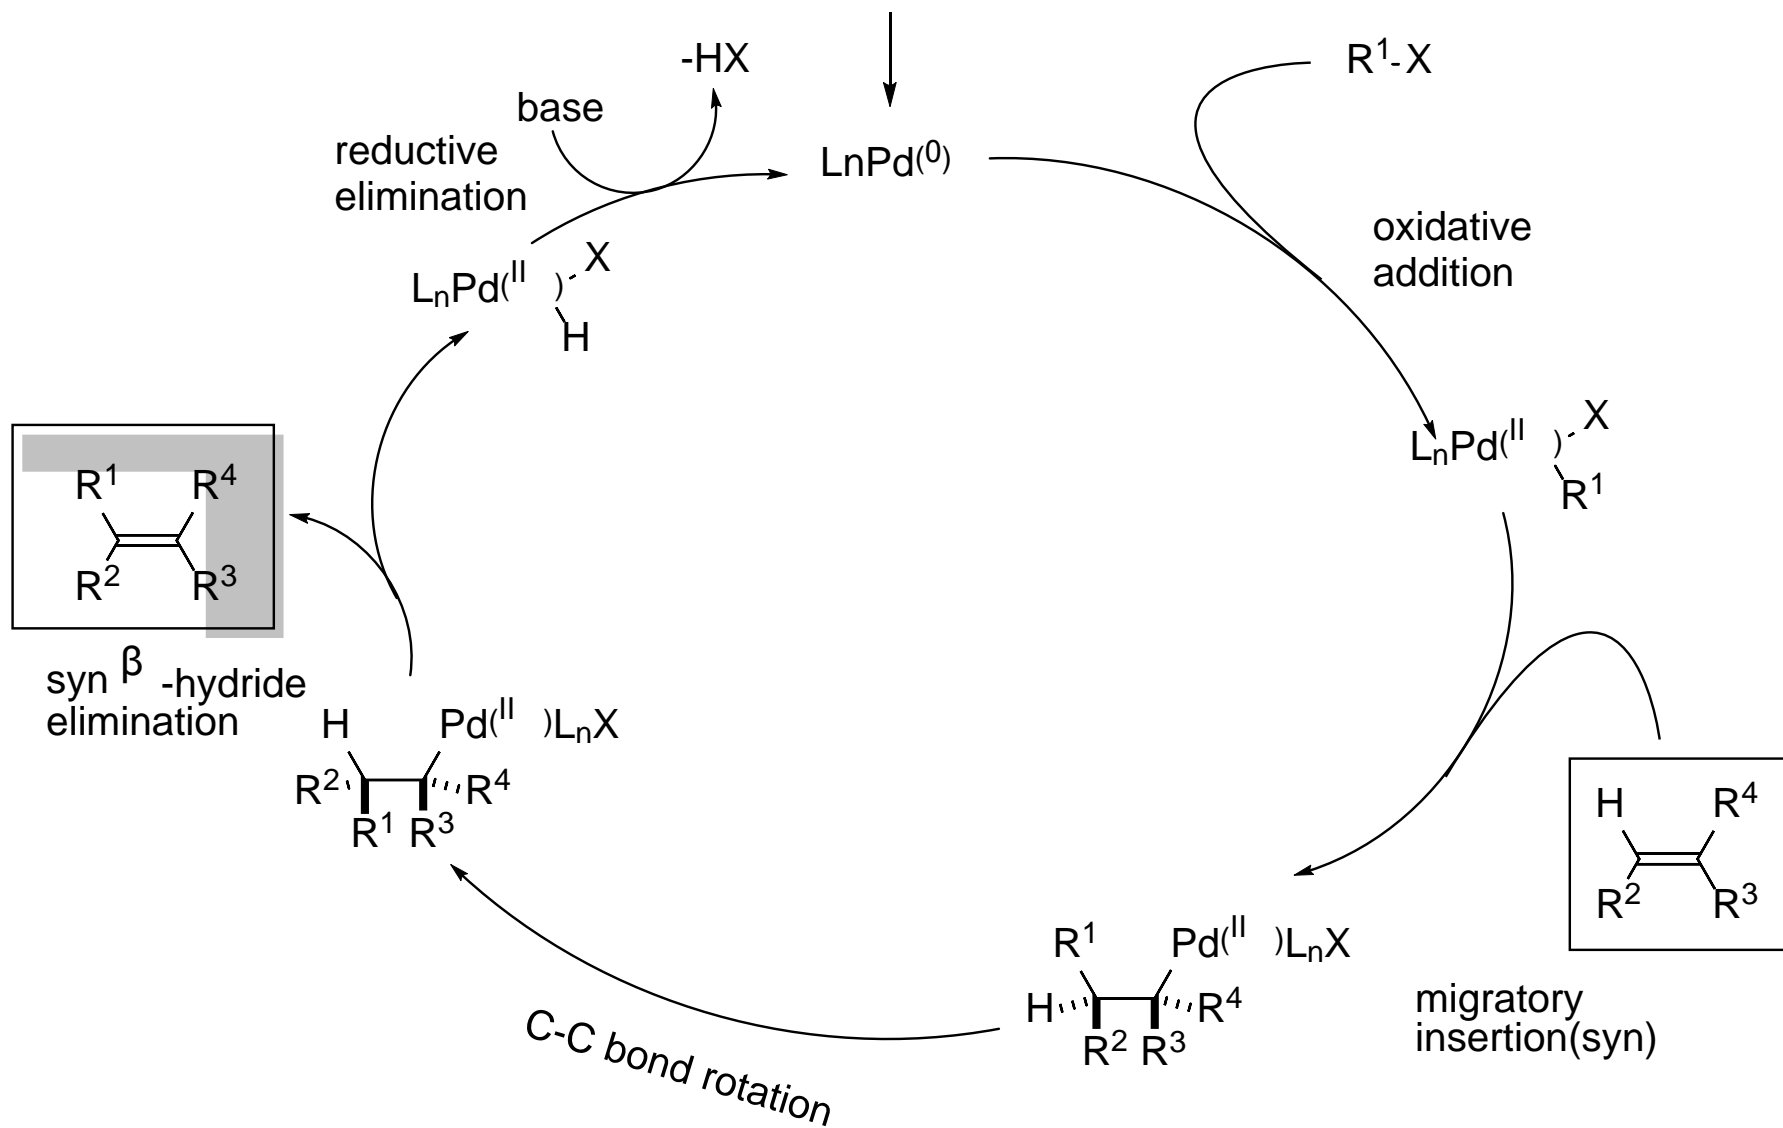 -HX
R¹-X
base
reductive
elimination
LnPd(0)
oxidative
addition
LₙPd(II )
X
H
LₙPd(II )
X
R¹
R¹ R⁴
R² R³
syn β -hydride
elimination
H Pd(II )LₙX
R² R⁴
R¹ R³
H R⁴
R² R³
R¹ Pd(II )LₙX
H R⁴
R² R³
migratory
insertion(syn)
C-C bond rotation